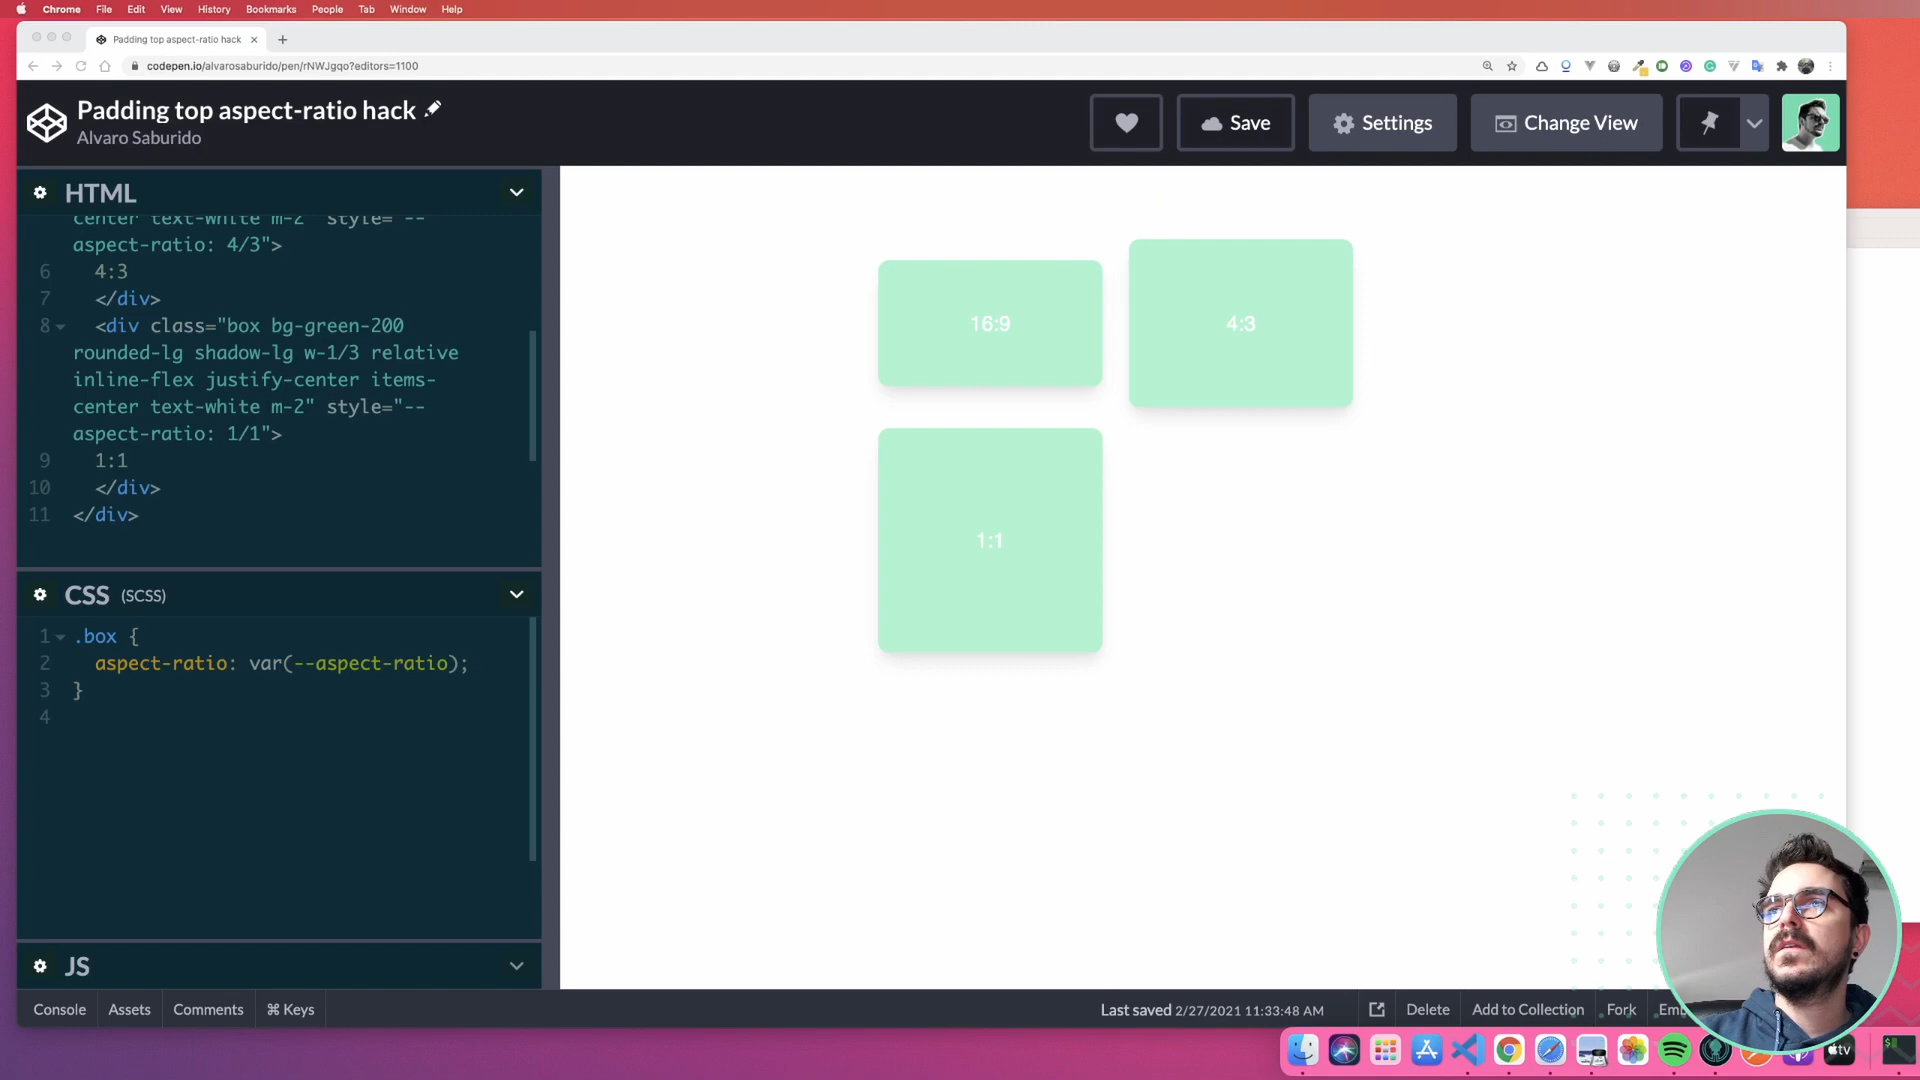 Chrome File Edit View History Bookmarks People Tab Window Help
Padding top aspect-ratio hack
codepen.io/alvarosaburido/pen/rNWJgqo?editors=1100
Padding top aspect-ratio hack
Alvaro Saburido
Save
Settings
Change View
HTML
center text-white m-2" style="--
aspect-ratio: 4/3">
6 4:3
7 </div>
8 <div class="box bg-green-200
rounded-lg shadow-lg w-1/3 relative
inline-flex justify-center items-
center text-white m-2" style="--
aspect-ratio: 1/1">
9 1:1
10 </div>
11 </div>
CSS (SCSS)
1 .box {
2 aspect-ratio: var(--aspect-ratio);
3 }
4
JS
16:9
4:3
1:1
Console Assets Comments ⌘ Keys
Last saved 2/27/2021 11:33:48 AM
Delete Add to Collection Fork
tv